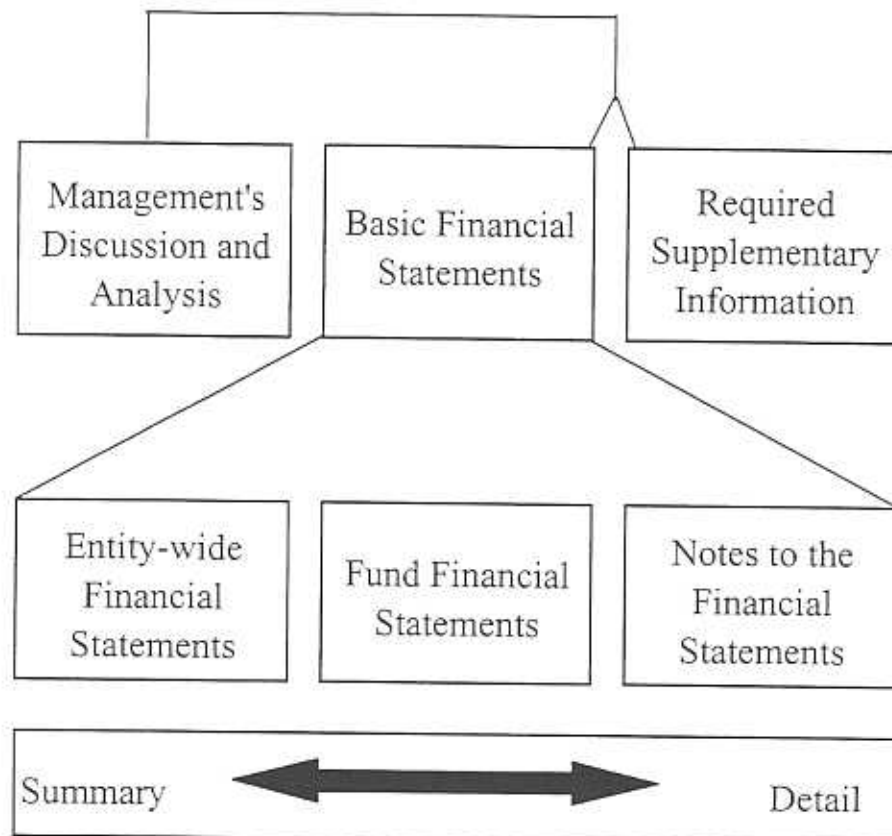 Management's
Discussion and
Analysis
Basic Financial
Statements
Required
Supplementary
Information
Entity-wide
Financial
Statements
Fund Financial
Statements
Notes to the
Financial
Statements
Summary
Detail